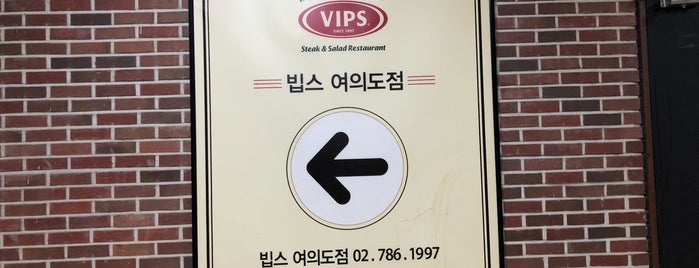 VIPS
SINCE 1997
Steak & Salad Restaurant
빕스 여의도점
빕스 여의도점 02.786.1997